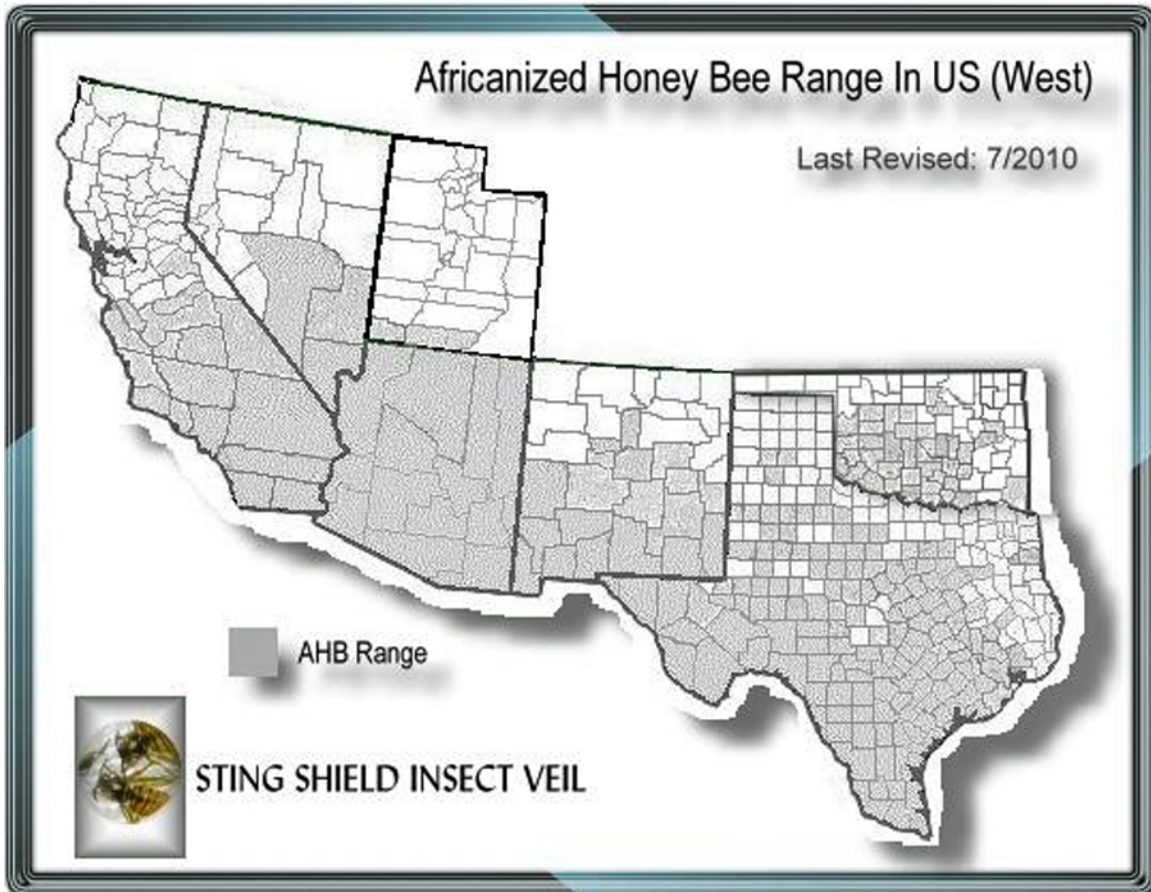 Africanized Honey Bee Range In US (West)
Last Revised: 7/2010
AHB Range
STING SHIELD INSECT VEIL